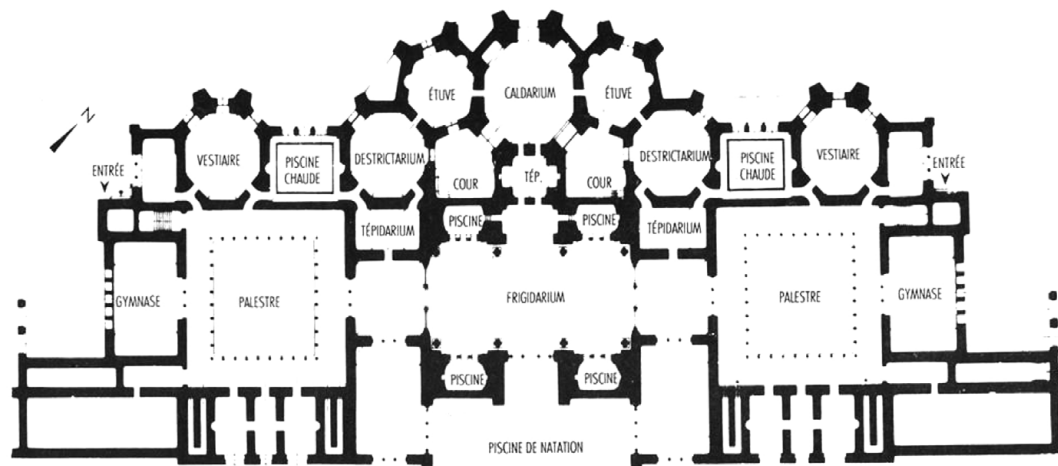 N
ÉTUVE
CALDARIUM
ÉTUVE
VESTIAIRE
PISCINE
CHAUDE
DESTRICTARIUM
COUR
TÉP.
COUR
DESTRICTARIUM
PISCINE
CHAUDE
VESTIAIRE
ENTRÉE
ENTRÉE
TÉPIDARIUM
PISCINE
PISCINE
TÉPIDARIUM
GYMNASE
PALESTRE
FRIGIDARIUM
PALESTRE
GYMNASE
PISCINE
PISCINE
PISCINE DE NATATION